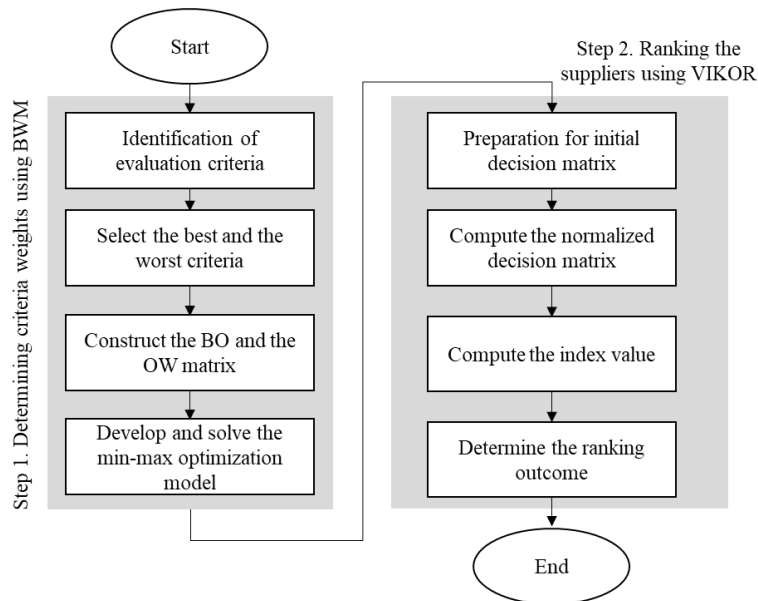 Start
Step 1. Determining criteria weights using BWM
Identification of
evaluation criteria
Select the best and the
worst criteria
Construct the BO and the
OW matrix
Develop and solve the
min-max optimization
model
Step 2. Ranking the
suppliers using VIKOR
Preparation for initial
decision matrix
Compute the normalized
decision matrix
Compute the index value
Determine the ranking
outcome
End